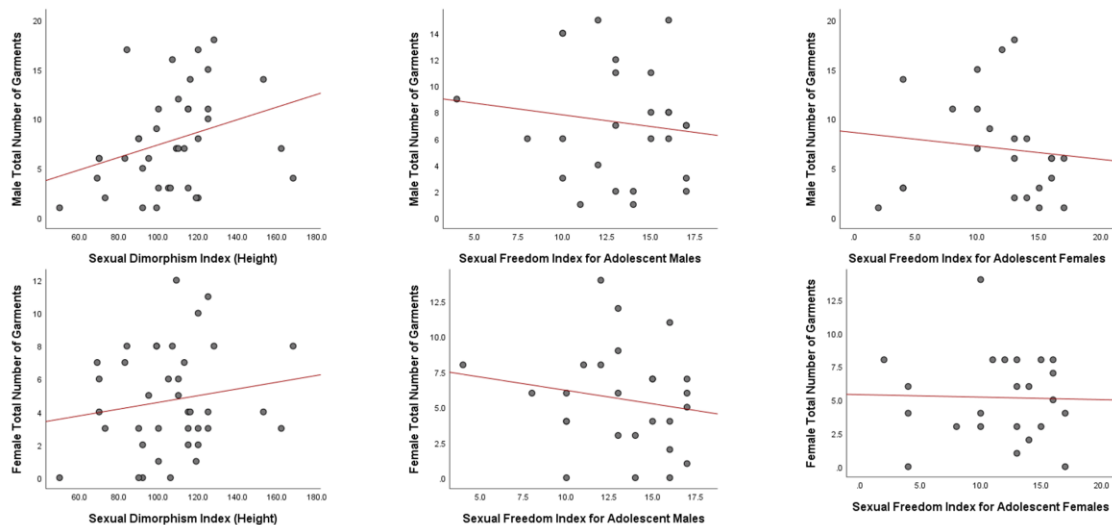 Male Total Number of Garments
20
15
10
5
0
60.0 80.0 100.0 120.0 140.0 160.0 180.0
Sexual Dimorphism Index (Height)
Male Total Number of Garments
14
12
10
8
6
4
2
0
5.0 7.5 10.0 12.5 15.0 17.5
Sexual Freedom Index for Adolescent Males
Male Total Number of Garments
20
15
10
5
0
.0 5.0 10.0 15.0 20.0
Sexual Freedom Index for Adolescent Females
Female Total Number of Garments
12
10
8
6
4
2
0
60.0 80.0 100.0 120.0 140.0 160.0 180.0
Sexual Dimorphism Index (Height)
Female Total Number of Garments
12.5
10.0
7.5
5.0
2.5
.0
5.0 7.5 10.0 12.5 15.0 17.5
Sexual Freedom Index for Adolescent Males
Female Total Number of Garments
12.5
10.0
7.5
5.0
2.5
.0
.0 5.0 10.0 15.0 20.0
Sexual Freedom Index for Adolescent Females